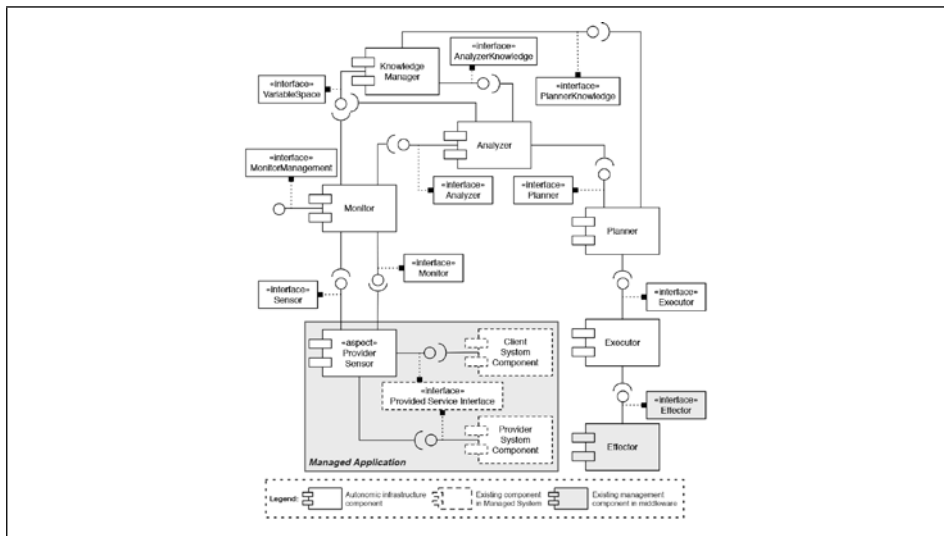 «interface»
AnalyzerKnowledge
Knowledge
Manager
«interface»
VariableSpace
«interface»
PlannerKnowledge
Analyzer
«interface»
MonitorManagement
«interface»
Analyzer
«interface»
Planner
Monitor
Planner
«interface»
Monitor
«interface»
Sensor
«interface»
Executor
«aspect»
Provider
Sensor
Client
System
Component
Executor
«interface»
Provided Service Interface
«interface»
Effector
Provider
System
Component
Effector
Managed Application
Legend:
Autonomic infrastructure
component
Existing component
in Managed System
Existing management
component in middleware